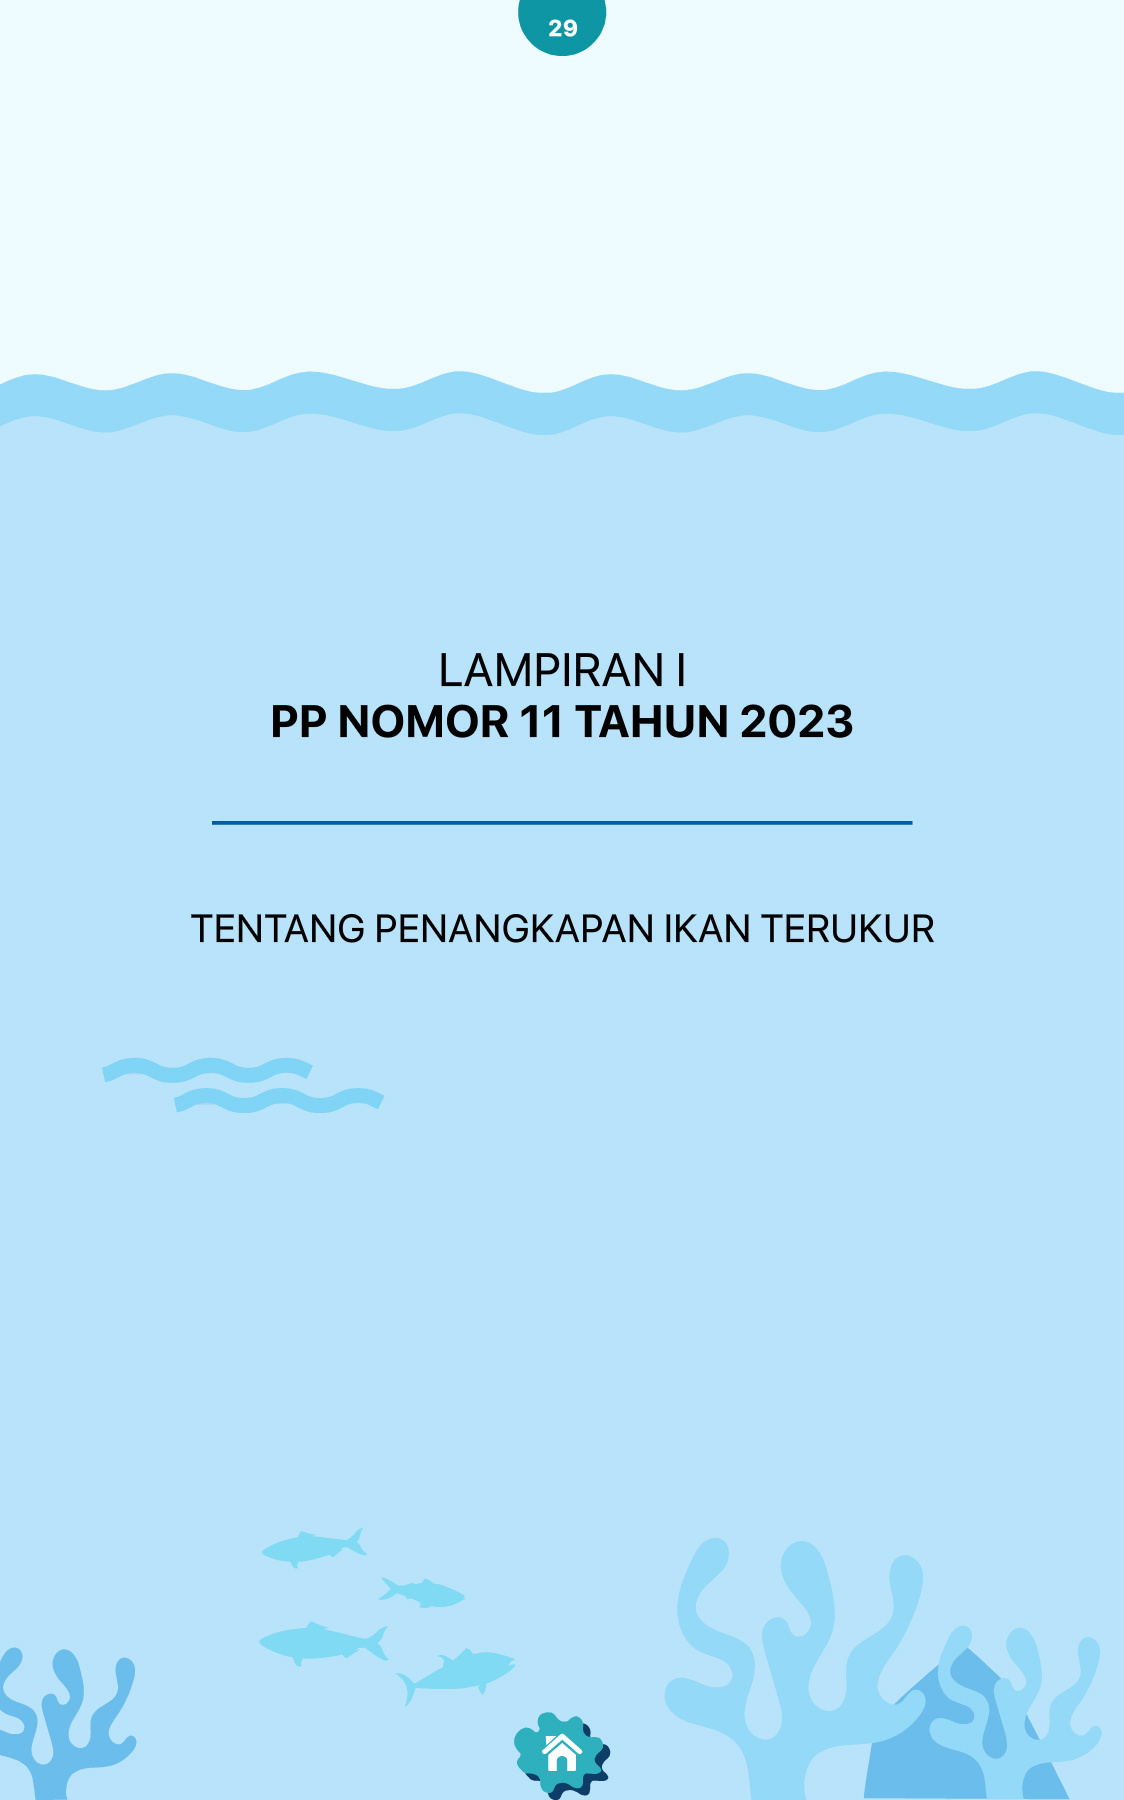 29
LAMPIRAN I
PP NOMOR 11 TAHUN 2023
TENTANG PENANGKAPAN IKAN TERUKUR